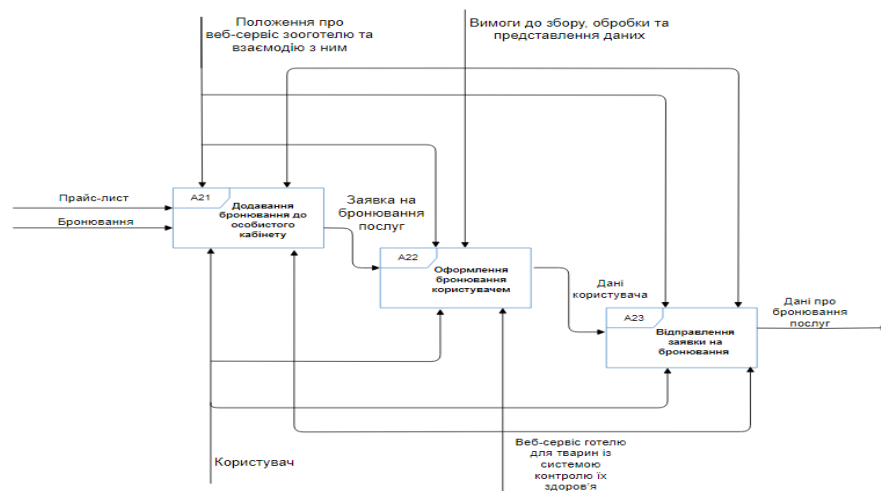 Положення про
веб-сервіс зооготелю та
взаємодію з ним
Вимоги до збору, обробки та
представлення даних
Прайс-лист
Бронювання
A21
Додавання
бронювання до
особистого
кабінету
Заявка на
бронювання
послуг
A22
Оформлення
бронювання
користувачем
Дані
користувача
A23
Відправлення
заявки на
бронювання
Дані про
бронювання
послуг
Користувач
Веб-сервіс готелю
для тварин із
системою
контролю їх
здоров'я